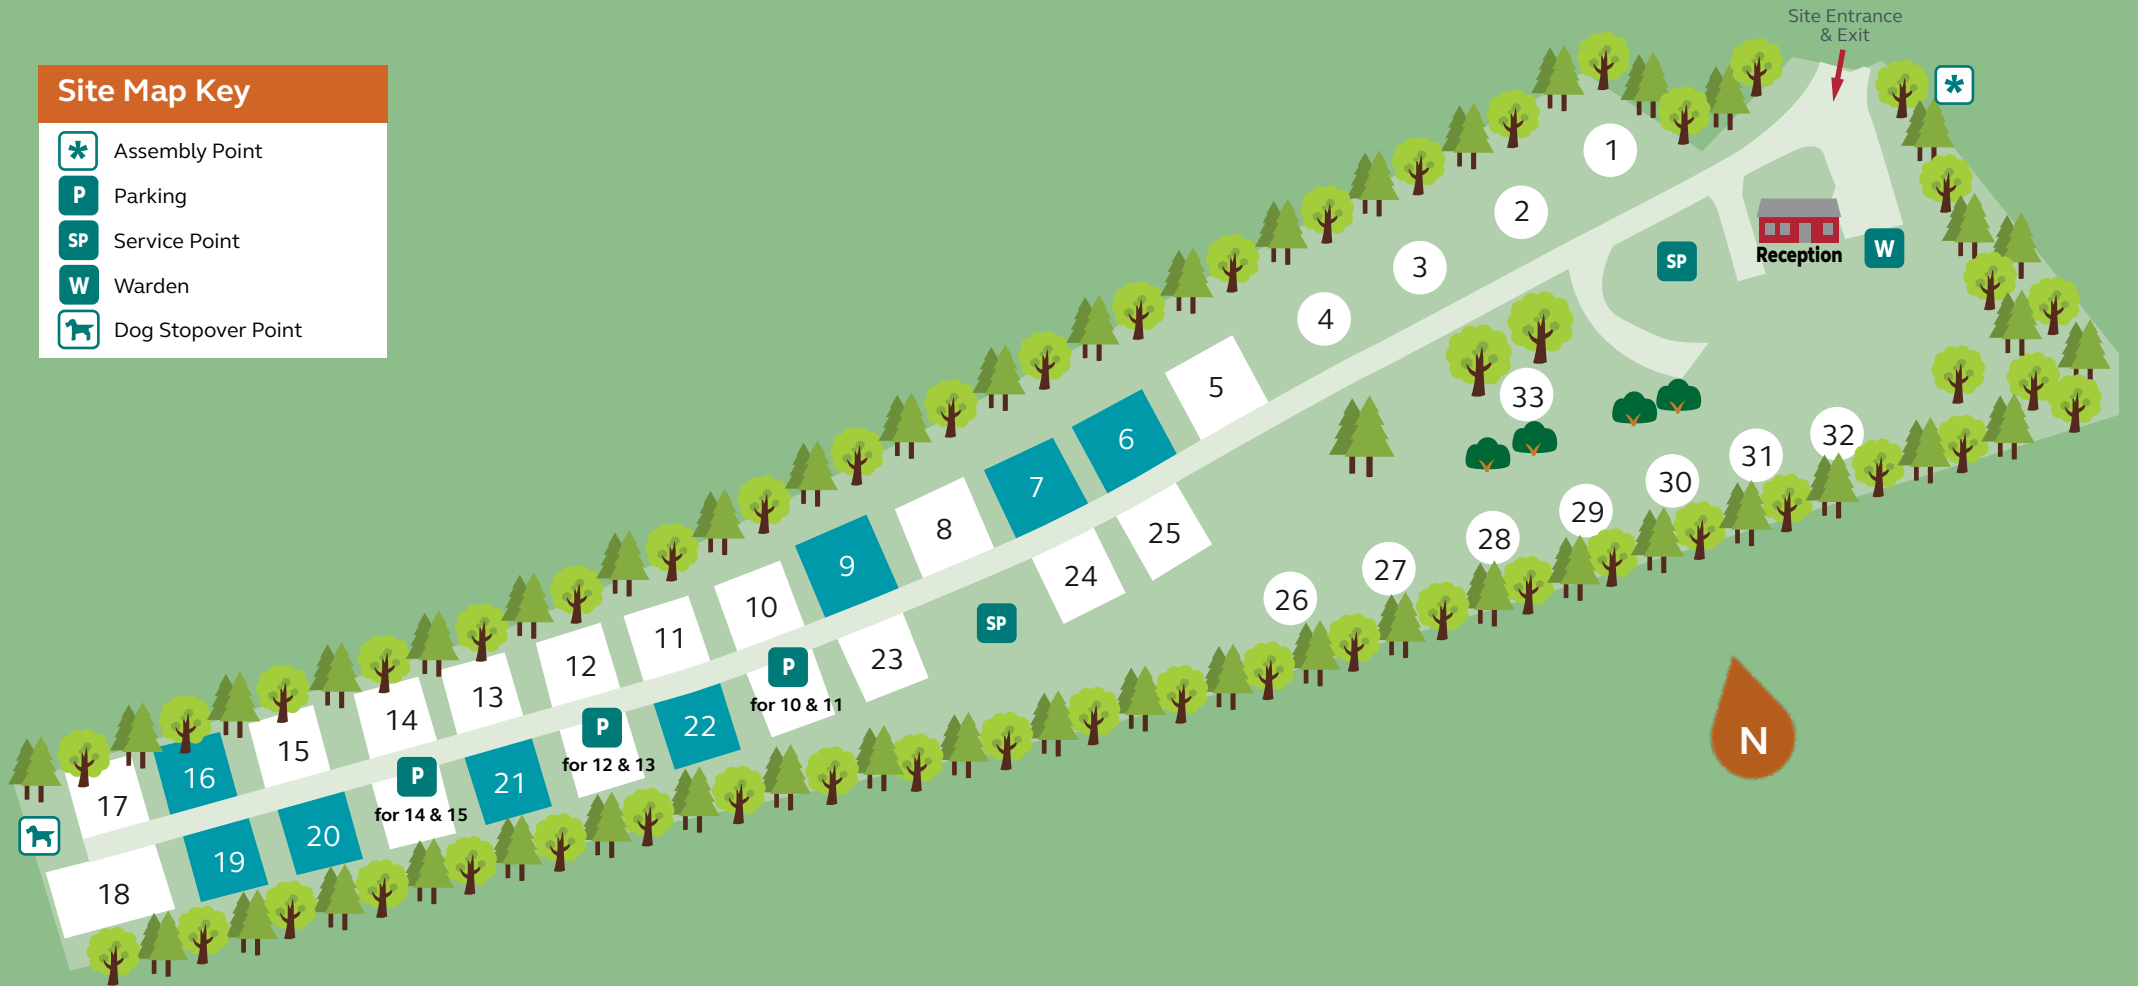 Site Entrance
& Exit
Site Map Key
*
Assembly Point
P
Parking
SP
Service Point
W
Warden
Dog Stopover Point
*
1
2
3
4
5
6
7
8
9
10
11
12
13
14
15
16
17
18
19
20
21
22
23
24
25
26
27
28
29
30
31
32
33
SP
Reception
W
SP
P
for 10 & 11
P
for 12 & 13
P
for 14 & 15
N